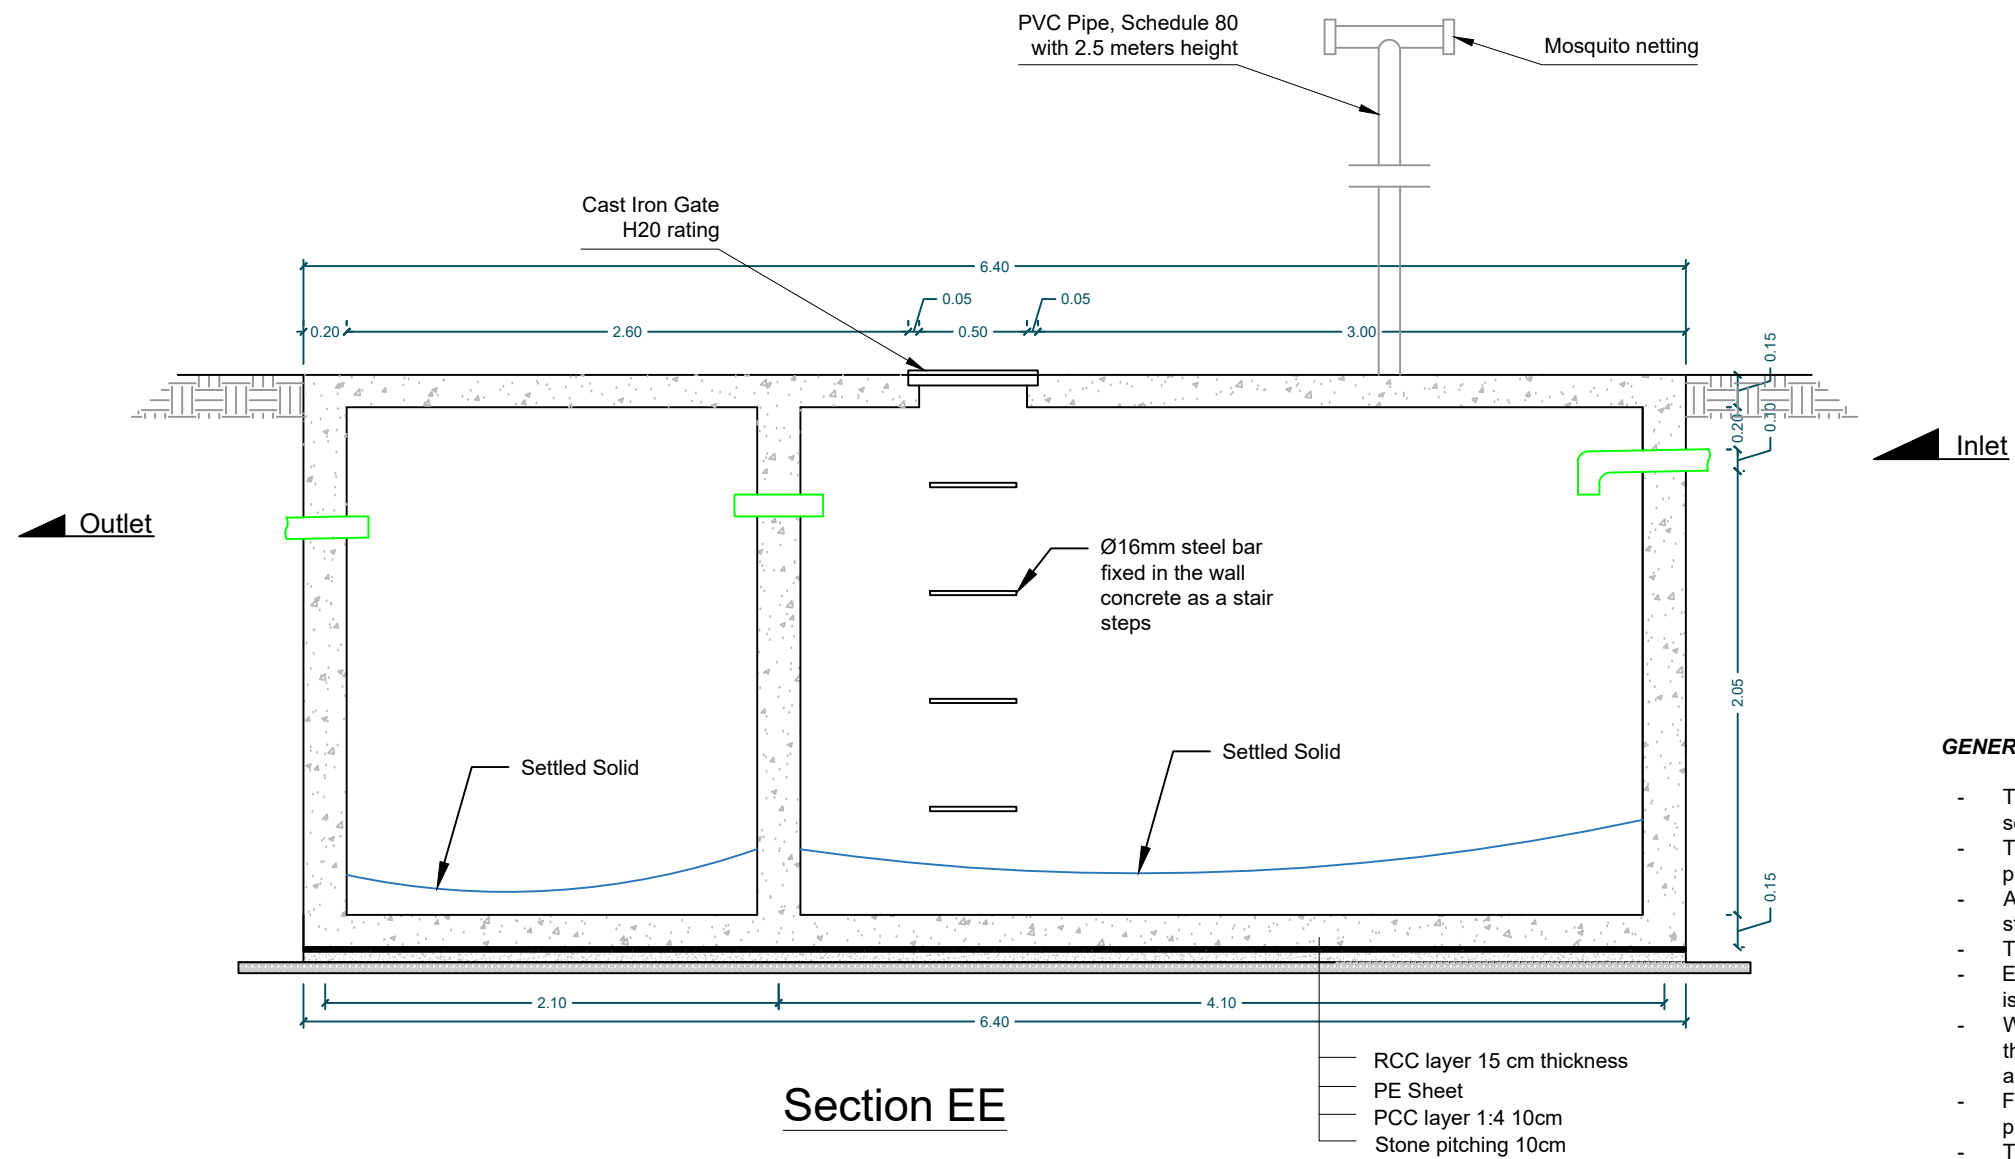 PVC Pipe, Schedule 80
with 2.5 meters height
Mosquito netting
Cast Iron Gate
H20 rating
6.40
0.05
0.05
0.20
2.60
0.50
3.00
0.15
0.20
0.10
Inlet
Outlet
Ø16mm steel bar
fixed in the wall
concrete as a stair
steps
2.05
Settled Solid
Settled Solid
0.15
2.10
4.10
6.40
RCC layer 15 cm thickness
PE Sheet
PCC layer 1:4 10cm
Stone pitching 10cm
Section EE
GENER
- T
s
- T
p
- A
s
- T
- E
is
- W
th
a
- F
p
- T